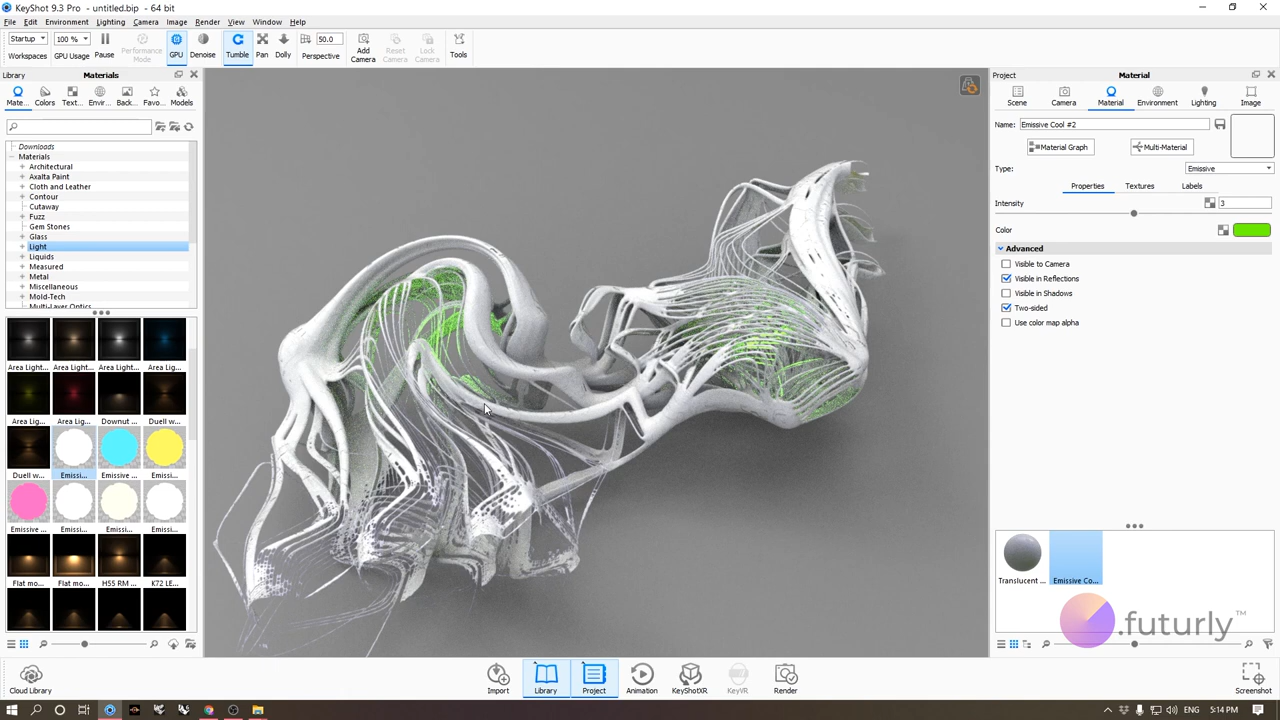 KeyShot 9.3 Pro - untitled.bip - 64 bit
File Edit Environment Lighting Camera Image Render View Window Help
Startup 100 % 50.0
Workspaces GPU Usage Pause Performance Mode GPU Denoise Tumble Pan Dolly Perspective Add Camera Reset Camera Lock Camera Tools
Library Materials
Mate... Colors Text... Envir... Back... Favo... Models
Downloads
Materials
Architectural
Axalta Paint
Cloth and Leather
Contour
Cutaway
Fuzz
Gem Stones
Glass
Light
Liquids
Measured
Metal
Miscellaneous
Mold-Tech
Multi-Layer Optics
Area Light... Area Light... Area Light... Area Lig...
Area Lig... Area Lig... Downut ... Duell w...
Duell w... Emissi... Emissive ... Emissi...
Emissive ... Emissi... Emissi... Emissi...
Flat mo... Flat mo... H55 RM ... K72 LE...
Project Material
Scene Camera Material Environment Lighting Image
Name: Emissive Cool #2
Material Graph Multi-Material
Type: Emissive
Properties Textures Labels
Intensity 3
Color
Advanced
Visible to Camera
Visible in Reflections
Visible in Shadows
Two-sided
Use color map alpha
Translucent ... Emissive Co...
.futurly™
Cloud Library Import Library Project Animation KeyShotXR KeyVR Render Screenshot
ENG 5:14 PM